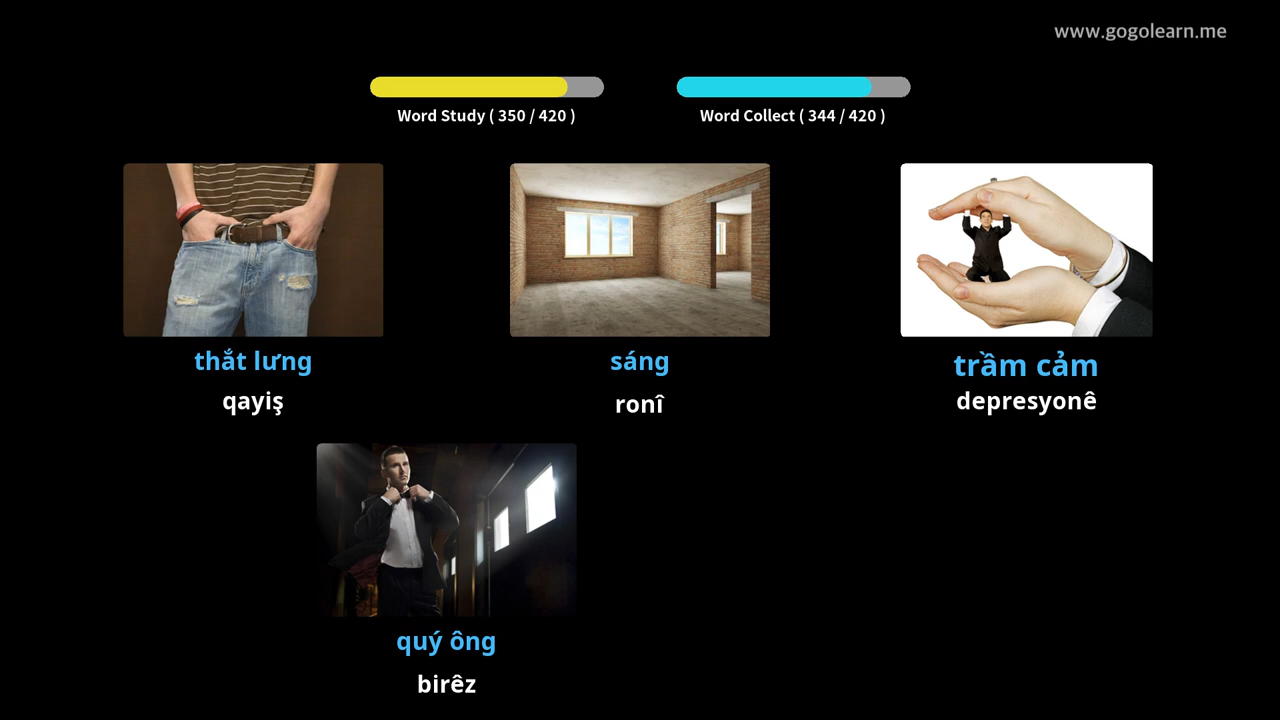 www.gogolearn.me
Word Study ( 350 / 420 )
Word Collect ( 344 / 420 )
thắt lưng
qayiş
sáng
ronî
trầm cảm
depresyonê
quý ông
birêz